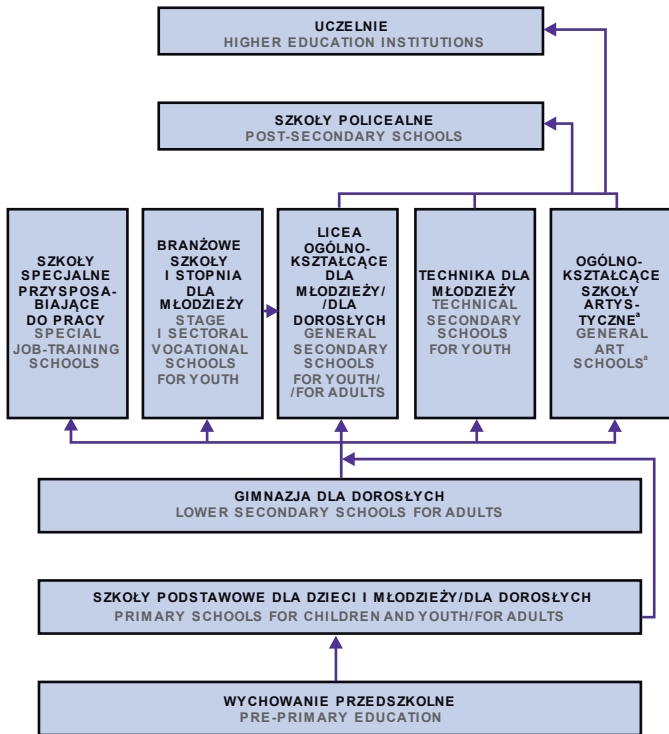 UCZELNIE
HIGHER EDUCATION INSTITUTIONS
SZKOŁY POLICEALNE
POST-SECONDARY SCHOOLS
SZKOŁY
SPECJALNE
PRZYSPOSA-
BIAJĄCE
DO PRACY
SPECIAL
JOB-TRAINING
SCHOOLS
BRANŻOWE
SZKOŁY
I STOPNIA
DLA
MŁODZIEŻY
STAGE
I SECTORAL
VOCATIONAL
SCHOOLS
FOR YOUTH
LICEA
OGÓLNO-
KSZTAŁCĄCE
DLA
MŁODZIEŻY/
/DLA
DOROSŁYCH
GENERAL
SECONDARY
SCHOOLS
FOR YOUTH/
/FOR ADULTS
TECHNIKA DLA
MŁODZIEŻY
TECHNICAL
SECONDARY
SCHOOLS
FOR YOUTH
OGÓLNO-
KSZTAŁCĄCE
SZKOŁY
ARTYS-
TYCZNEª
GENERAL
ART
SCHOOLSª
GIMNAZJA DLA DOROSŁYCH
LOWER SECONDARY SCHOOLS FOR ADULTS
SZKOŁY PODSTAWOWE DLA DZIECI I MŁODZIEŻY/DLA DOROSŁYCH
PRIMARY SCHOOLS FOR CHILDREN AND YOUTH/FOR ADULTS
WYCHOWANIE PRZEDSZKOLNE
PRE-PRIMARY EDUCATION